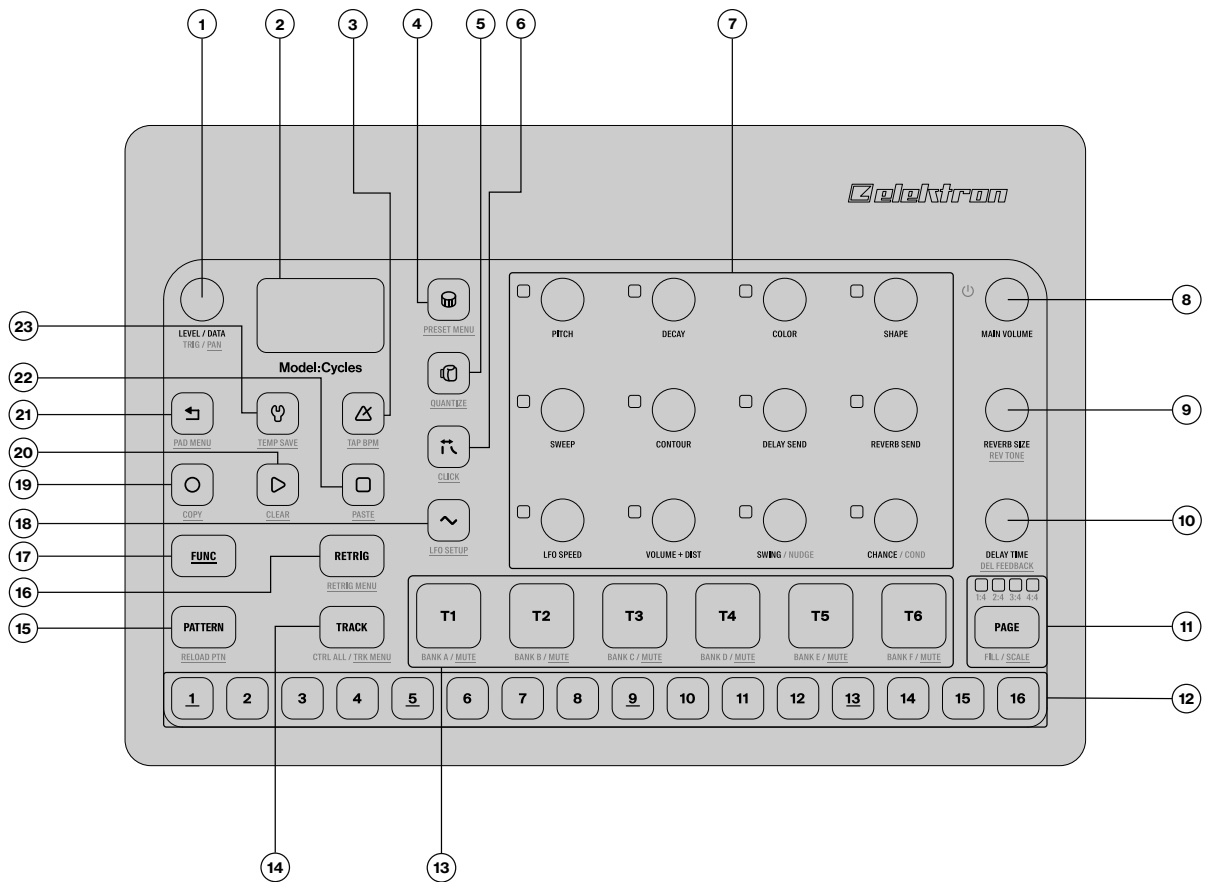 1
2
3
4
5
6
7
elektron
8
9
10
11
12
13
14
15
16
17
18
19
20
21
22
23
LEVEL / DATA
TRIG / PAN
Model:Cycles
PRESET MENU
QUANTIZE
CLICK
LFO SETUP
PITCH
DECAY
COLOR
SHAPE
MAIN VOLUME
SWEEP
CONTOUR
DELAY SEND
REVERB SEND
REVERB SIZE
REV TONE
LFO SPEED
VOLUME + DIST
SWING / NUDGE
CHANCE / COND
DELAY TIME
DEL FEEDBACK
PAD MENU
TEMP SAVE
TAP BPM
COPY
CLEAR
PASTE
FUNC
RETRIG
RETRIG MENU
PATTERN
RELOAD PTN
TRACK
CTRL ALL / TRK MENU
T1
T2
T3
T4
T5
T6
BANK A / MUTE
BANK B / MUTE
BANK C / MUTE
BANK D / MUTE
BANK E / MUTE
BANK F / MUTE
1:4 2:4 3:4 4:4
PAGE
FILL / SCALE
1 2 3 4 5 6 7 8 9 10 11 12 13 14 15 16